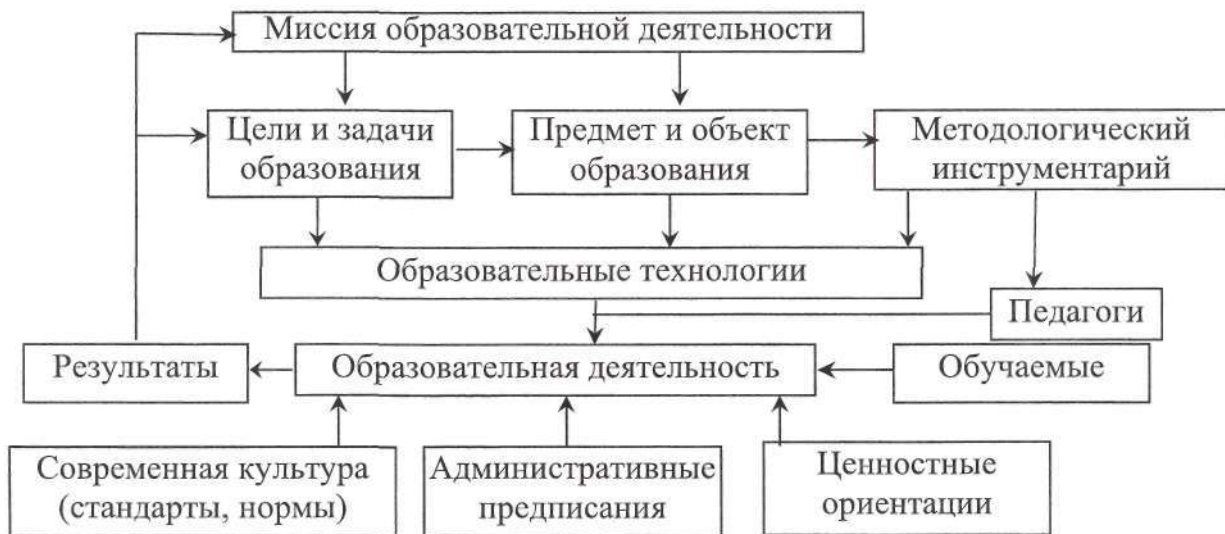 Миссия образовательной деятельности
Цели и задачи
образования
Предмет и объект
образования
Методологический
инструментарий
Образовательные технологии
Педагоги
Результаты
Образовательная деятельность
Обучаемые
Современная культура
(стандарты, нормы)
Административные
предписания
Ценностные
ориентации